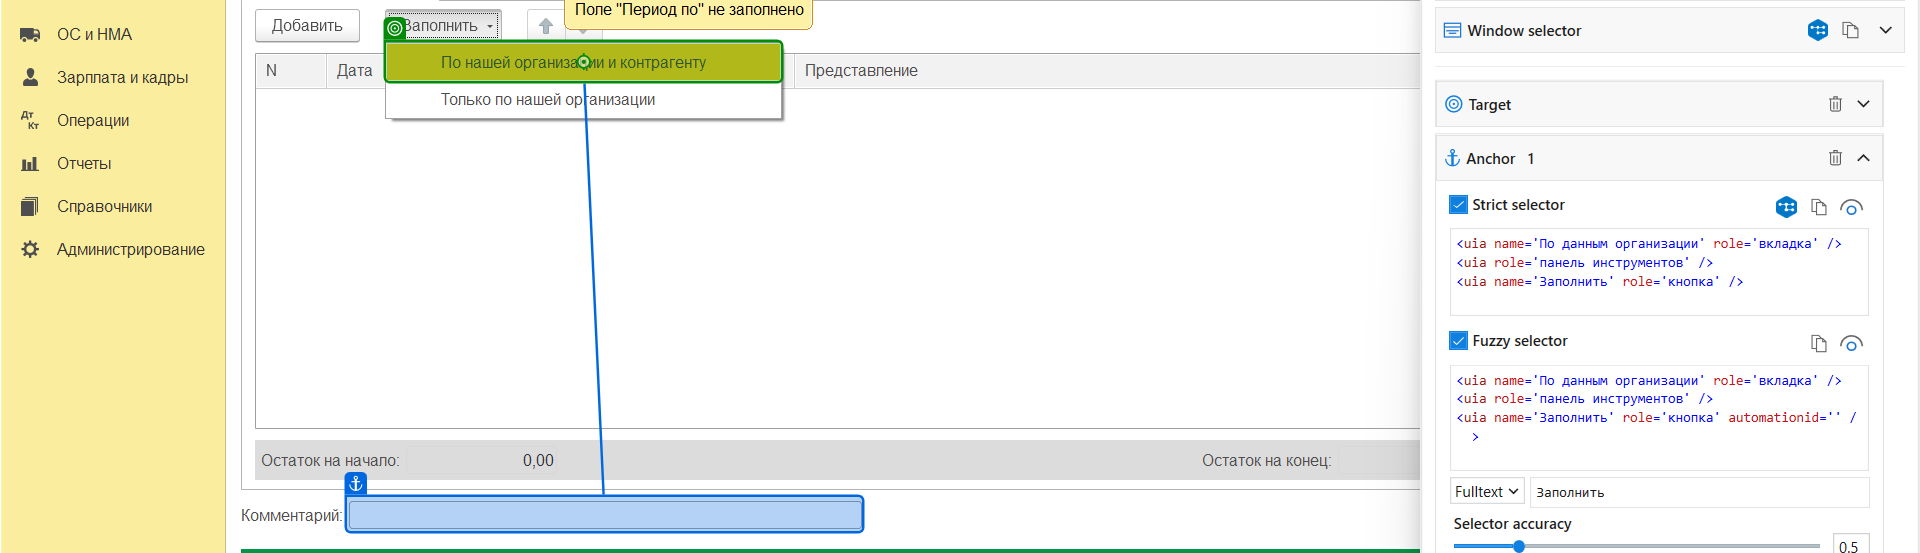 ОС и НМА
Зарплата и кадры
Дт
Кт
Операции
Отчеты
Справочники
Администрирование
Добавить
Заполнить
Поле "Период по" не заполнено
N
Дата
Представление
По нашей организации и контрагенту
Только по нашей организации
Остаток на начало:
0,00
Остаток на конец:
Комментарий:
Window selector
Target
Anchor 1
Strict selector
<uia name='По данным организации' role='вкладка' />
<uia role='панель инструментов' />
<uia name='Заполнить' role='кнопка' />
Fuzzy selector
<uia name='По данным организации' role='вкладка' />
<uia role='панель инструментов' />
<uia name='Заполнить' role='кнопка' automationid='' /
>
Fulltext
Заполнить
Selector accuracy
0.5